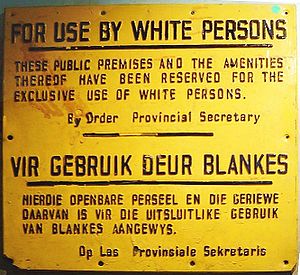 FOR USE BY WHITE PERSONS
THESE PUBLIC PREMISES AND THE AMENITIES
THEREOF HAVE BEEN RESERVED FOR THE
EXCLUSIVE USE OF WHITE PERSONS.
By Order Provincial Secretary
VIR GEBRUIK DEUR BLANKES
HIERDIE OPENBARE PERSEEL EN DIE GERIEWE
DAARVAN IS VIR DIE UITSLUITLIKE GEBRUIK
VAN BLANKES AANGEWYS.
Op Las Provinsiale Sekretaris